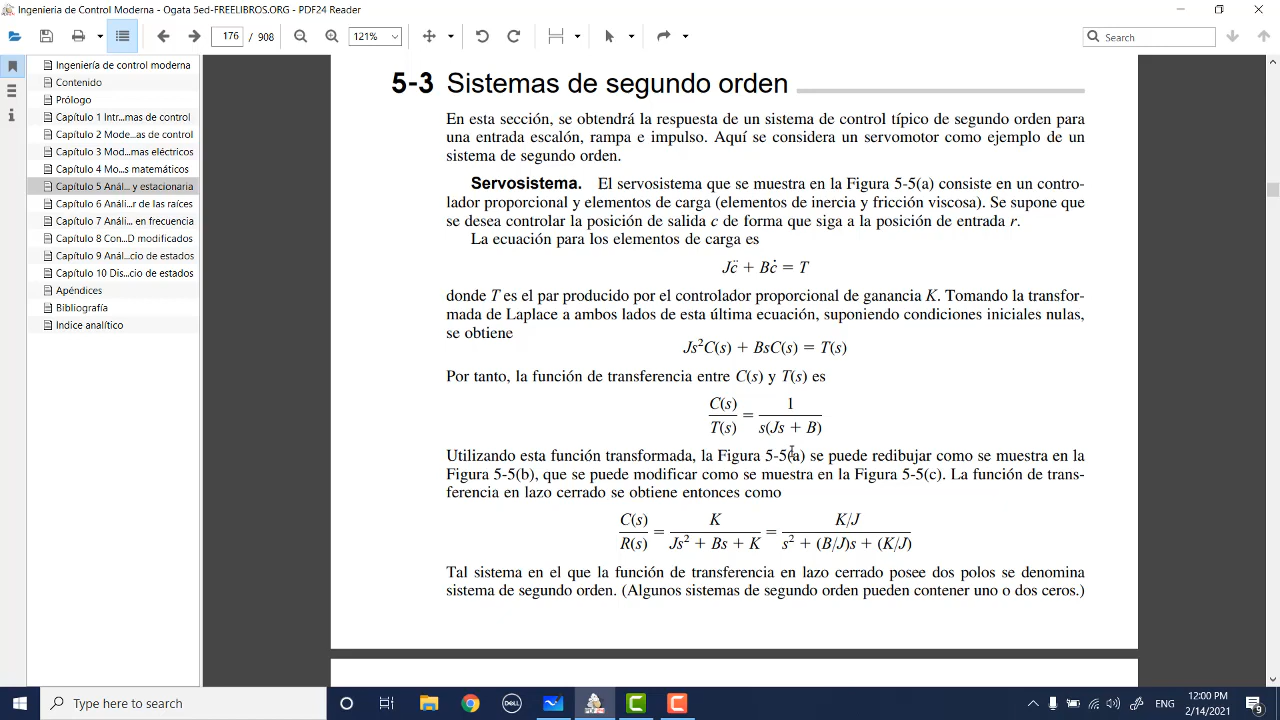 Ingeniería de Control Moderna - Ogata 5ed-FREELIBROS.ORG - PDF24 Reader
176 / 908
121%
Search
Ingeniería de control moderna
Contenido
Prólogo
Capítulo 1 Intr...mas de control
Capítulo 2 Mode...as de control
Capítulo 3 Mod...mas eléctricos
Capítulo 4 Mo...s matemáticos
Capítulo 5 Anál... y estacionaria
Capítulo 6 Análi...r de las raíces
Capítulo 7 Análi...en frecuencia
Capítulo 8 Con...D modificados
Capítulo 9 Anál...cio de estados
Capítulo 10 Dis...cio de estados
Apéndices
Bibliografía
Indice analítico
5-3 Sistemas de segundo orden
En esta sección, se obtendrá la respuesta de un sistema de control típico de segundo orden para
una entrada escalón, rampa e impulso. Aquí se considera un servomotor como ejemplo de un
sistema de segundo orden.
Servosistema. El servosistema que se muestra en la Figura 5-5(a) consiste en un contro-
lador proporcional y elementos de carga (elementos de inercia y fricción viscosa). Se supone que
se desea controlar la posición de salida c de forma que siga a la posición de entrada r.
La ecuación para los elementos de carga es
Jc̈ + Bċ = T
donde T es el par producido por el controlador proporcional de ganancia K. Tomando la transfor-
mada de Laplace a ambos lados de esta última ecuación, suponiendo condiciones iniciales nulas,
se obtiene
Js²C(s) + BsC(s) = T(s)
Por tanto, la función de transferencia entre C(s) y T(s) es
C(s)/T(s) = 1/s(Js + B)
Utilizando esta función transformada, la Figura 5-5(a) se puede redibujar como se muestra en la
Figura 5-5(b), que se puede modificar como se muestra en la Figura 5-5(c). La función de trans-
ferencia en lazo cerrado se obtiene entonces como
C(s)/R(s) = K/Js² + Bs + K = K/J/s² + (B/J)s + (K/J)
Tal sistema en el que la función de transferencia en lazo cerrado posee dos polos se denomina
sistema de segundo orden. (Algunos sistemas de segundo orden pueden contener uno o dos ceros.)
Type here to search
DELL
ENG
12:00 PM
2/14/2021
9